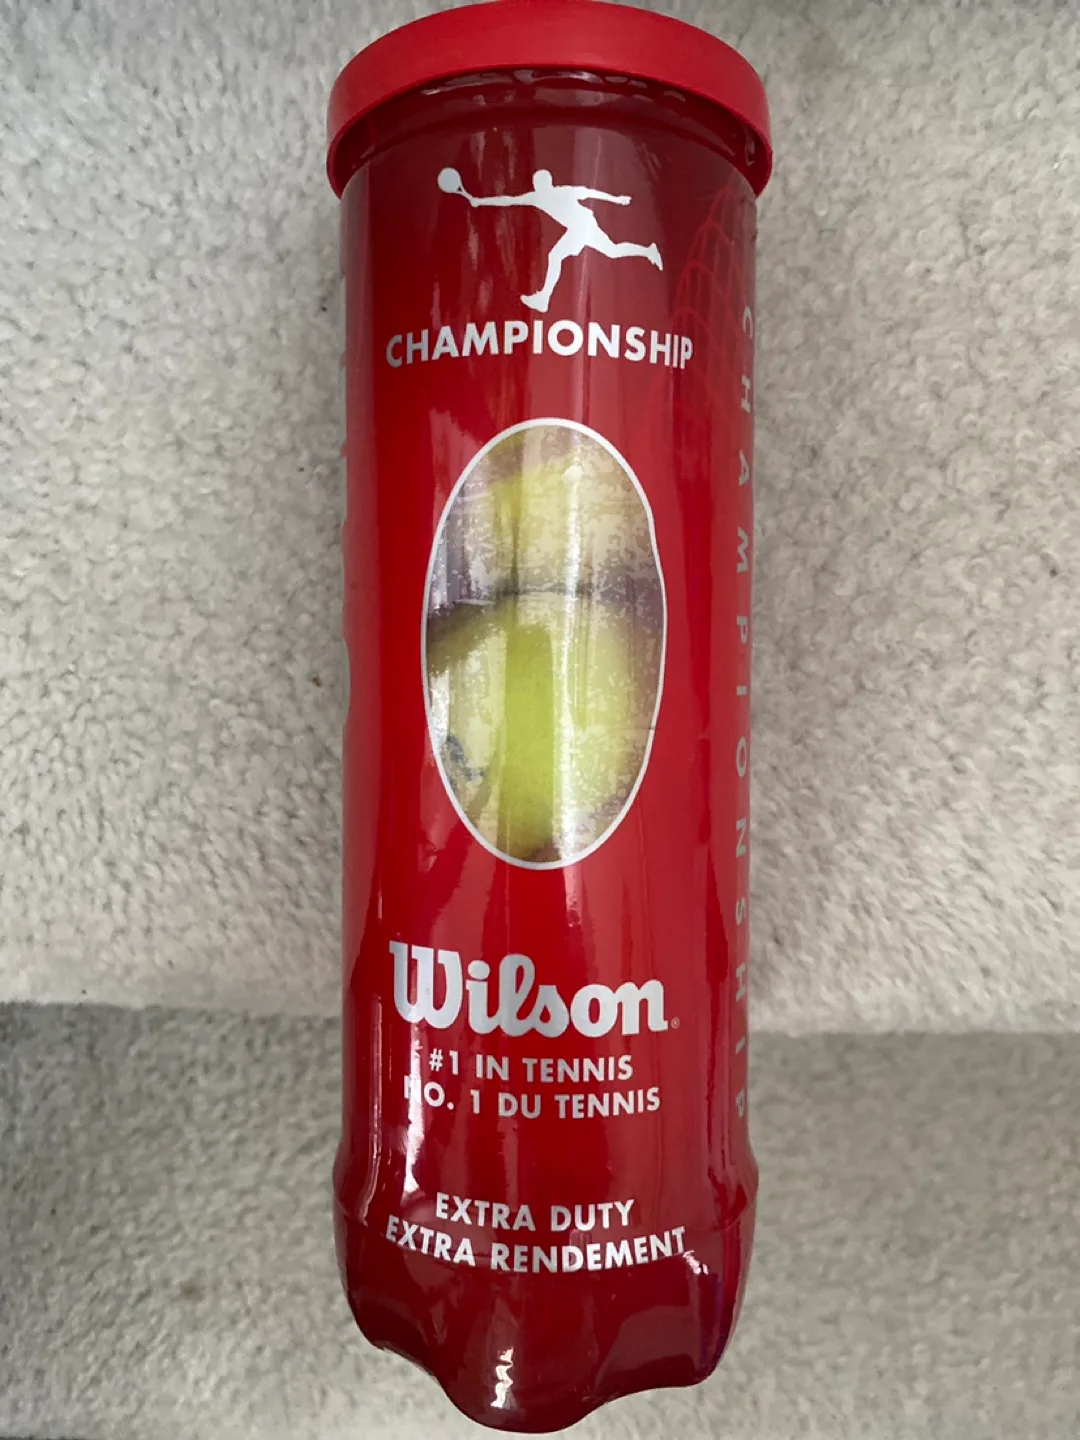 CHAMPIONSHIP
Wilson
#1 IN TENNIS
NO. 1 DU TENNIS
EXTRA DUTY
EXTRA RENDEMENT
CHAMPIONSHIP